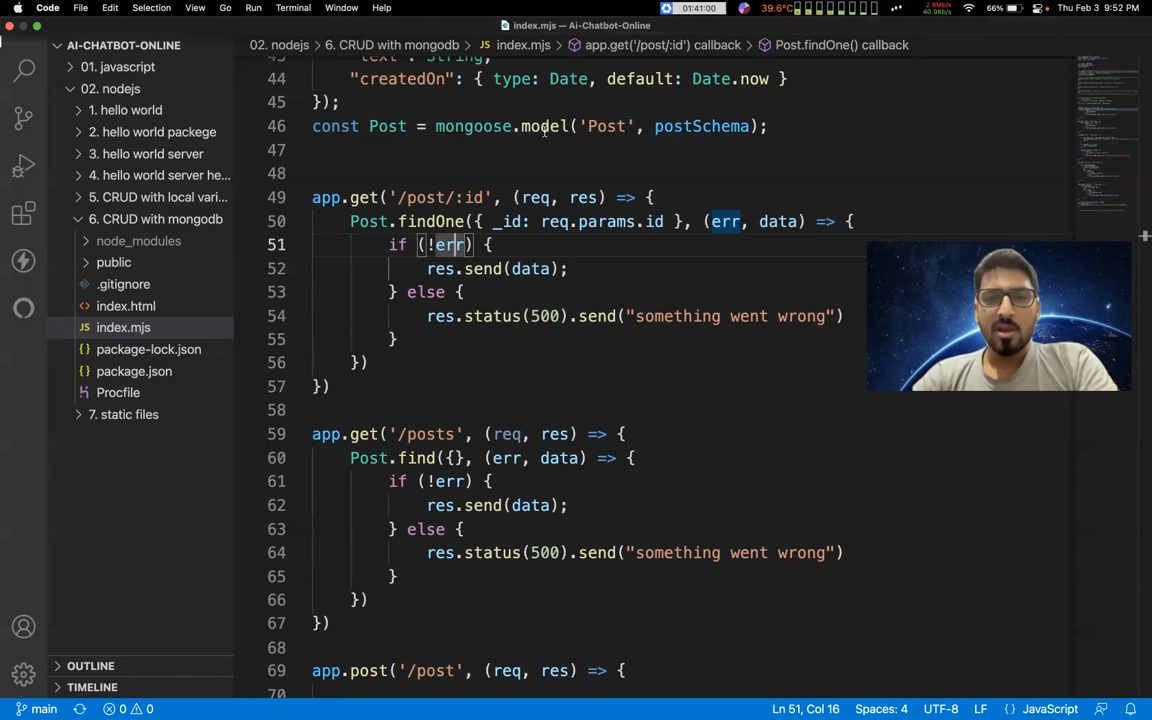 Code File Edit Selection View Go Run Terminal Window Help 01:41:00 39.6°C 2.8MB/s 40.9Kb/s 66% Thu Feb 3 9:52 PM
index.mjs — Ai-Chatbot-Online
AI-CHATBOT-ONLINE
01. javascript
02. nodejs
1. hello world
2. hello world packege
3. hello world server
4. hello world server he...
5. CRUD with local vari...
6. CRUD with mongodb
node_modules
public
.gitignore
index.html
JS index.mjs
package-lock.json
package.json
Procfile
7. static files
OUTLINE
TIMELINE
02. nodejs > 6. CRUD with mongodb > JS index.mjs > app.get('/post/:id') callback > Post.findOne() callback
43 "text": String,
44 "createdOn": { type: Date, default: Date.now }
45 });
46 const Post = mongoose.model('Post', postSchema);
47
48
49 app.get('/post/:id', (req, res) => {
50 Post.findOne({ _id: req.params.id }, (err, data) => {
51 if (!err) {
52 res.send(data);
53 } else {
54 res.status(500).send("something went wrong")
55 }
56 })
57 })
58
59 app.get('/posts', (req, res) => {
60 Post.find({}, (err, data) => {
61 if (!err) {
62 res.send(data);
63 } else {
64 res.status(500).send("something went wrong")
65 }
66 })
67 })
68
69 app.post('/post', (req, res) => {
70
main 0 0 Ln 51, Col 16 Spaces: 4 UTF-8 LF { } JavaScript